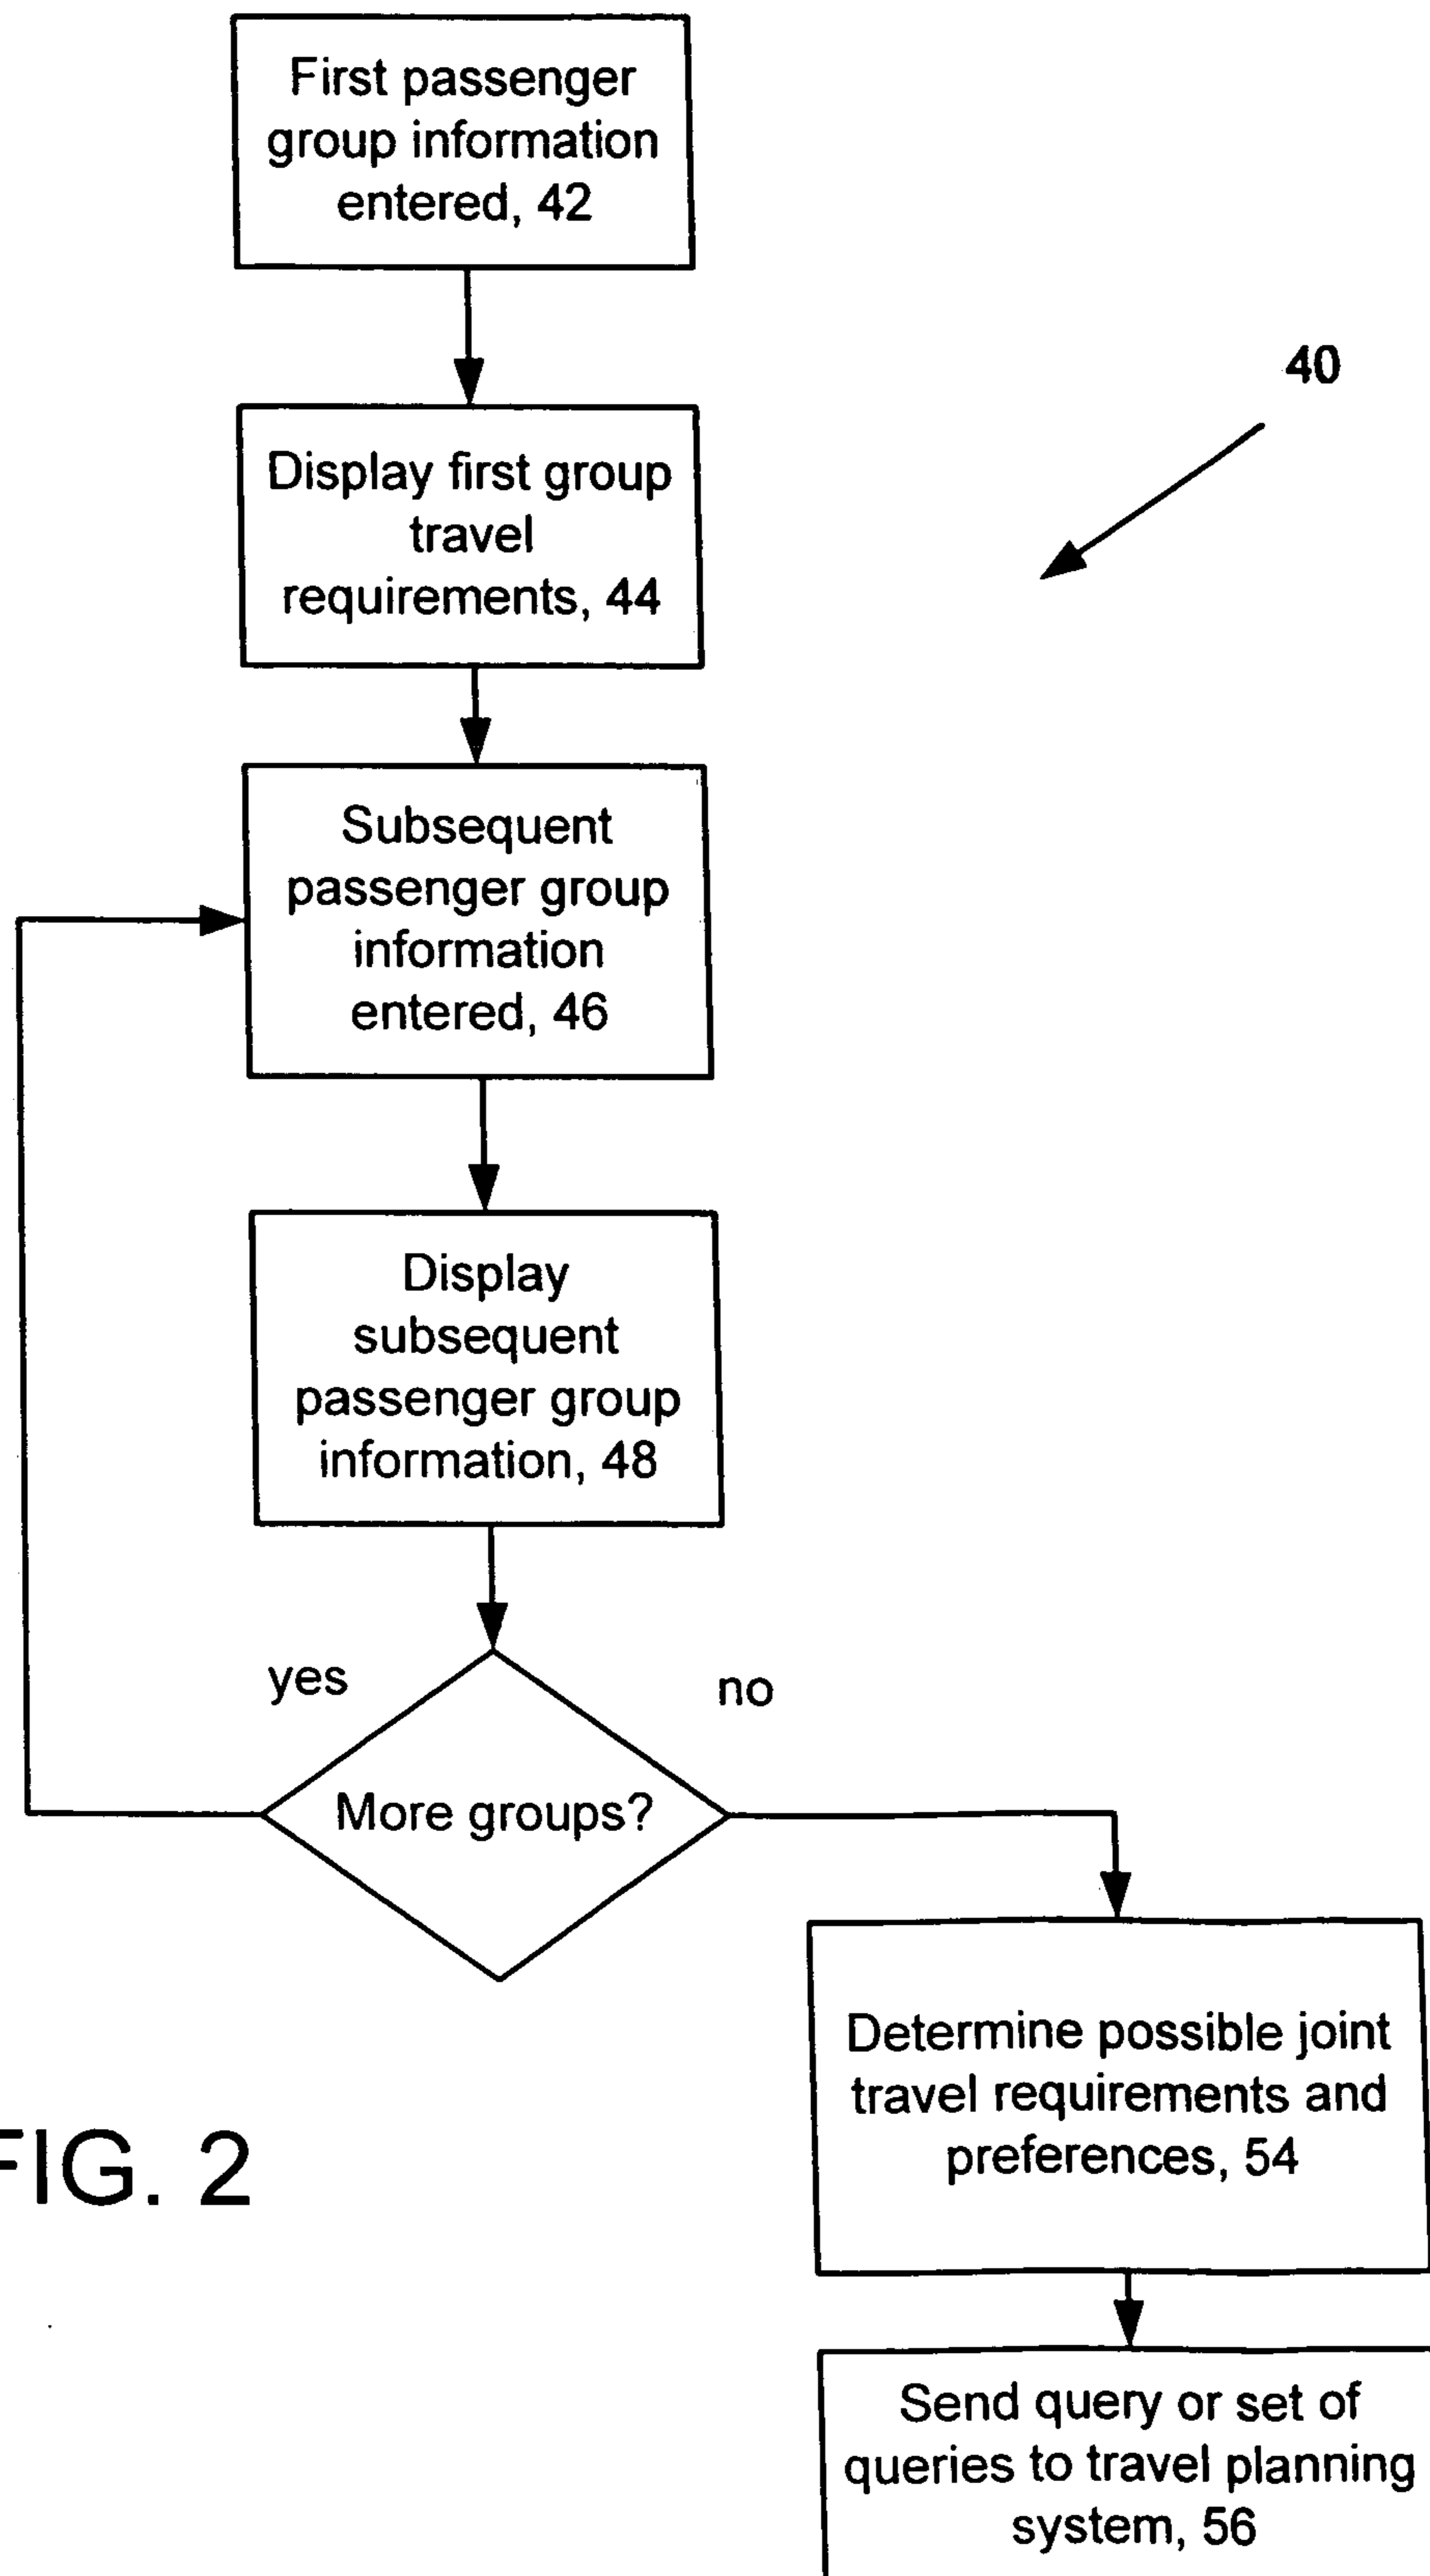 First passenger
group information
entered, 42
40
Display first group
travel
requirements, 44
Subsequent
passenger group
information
entered, 46
Display
subsequent
passenger group
information, 48
yes
no
More groups?
Determine possible joint
travel requirements and
preferences, 54
FIG. 2
Send query or set of
queries to travel planning
system, 56